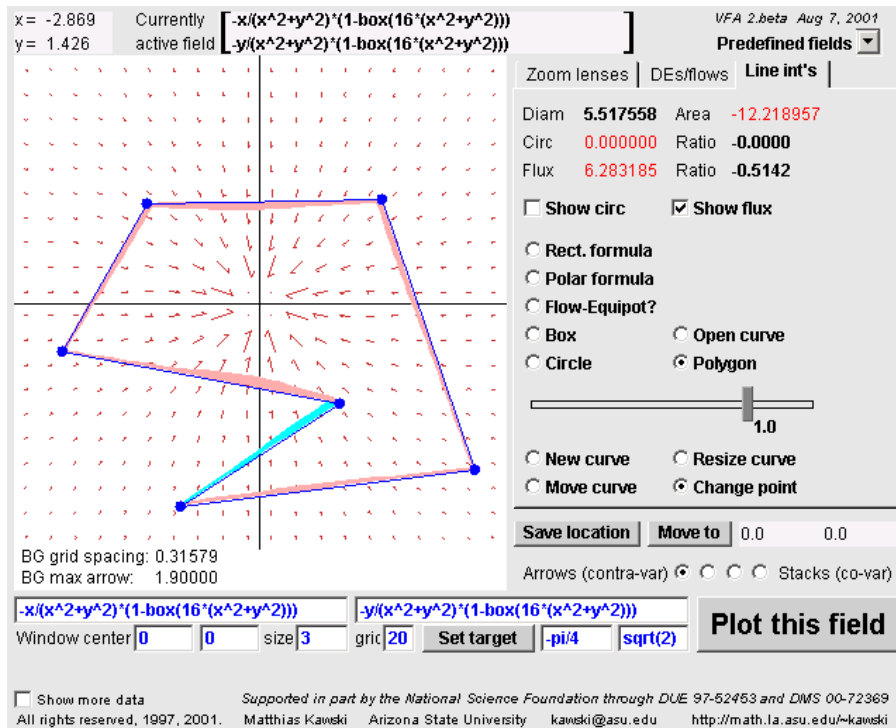 x= -2.869 Currently [-x/(x^2+y^2)*(1-box(16*(x^2+y^2))) VFA 2.beta Aug 7, 2001
y= 1.426 active field -y/(x^2+y^2)*(1-box(16*(x^2+y^2)))] Predefined fields
Zoom lenses DEs/flows Line int's
Diam 5.517558 Area -12.218957
Circ 0.000000 Ratio -0.0000
Flux 6.283185 Ratio -0.5142
Show circ Show flux
Rect. formula
Polar formula
Flow-Equipot?
Box Open curve
Circle Polygon
1.0
New curve Resize curve
Move curve Change point
Save location Move to 0.0 0.0
BG grid spacing: 0.31579
BG max arrow: 1.90000
Arrows (contra-var) Stacks (co-var)
-x/(x^2+y^2)*(1-box(16*(x^2+y^2))) -y/(x^2+y^2)*(1-box(16*(x^2+y^2)))
Window center 0 0 size 3 grid 20 Set target -pi/4 sqrt(2) Plot this field
Show more data Supported in part by the National Science Foundation through DUE 97-52453 and DMS 00-72369
All rights reserved, 1997, 2001. Matthias Kawski Arizona State University kawski@asu.edu http://math.la.asu.edu/~kawski